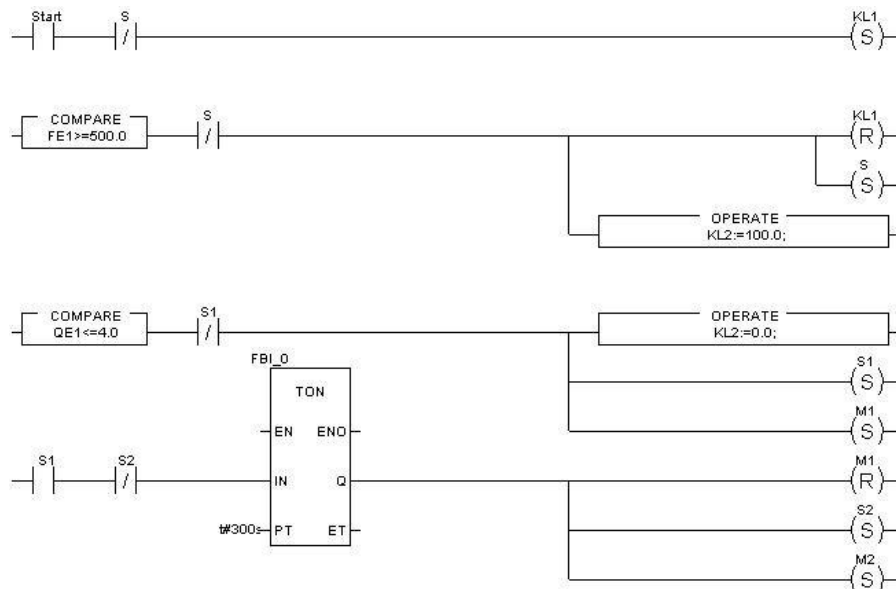 Start S KL1
/ (S)
COMPARE S KL1
FE1>=500.0 / (R)
S
(S)
OPERATE
KL2:=100.0;
COMPARE S1 OPERATE
QE1<=4.0 / KL2:=0.0;
FBI_0
TON
S1
(S)
M1
EN ENO (S)
S1 S2 M1
/ IN Q (R)
S2
t#300s PT ET (S)
M2
(S)